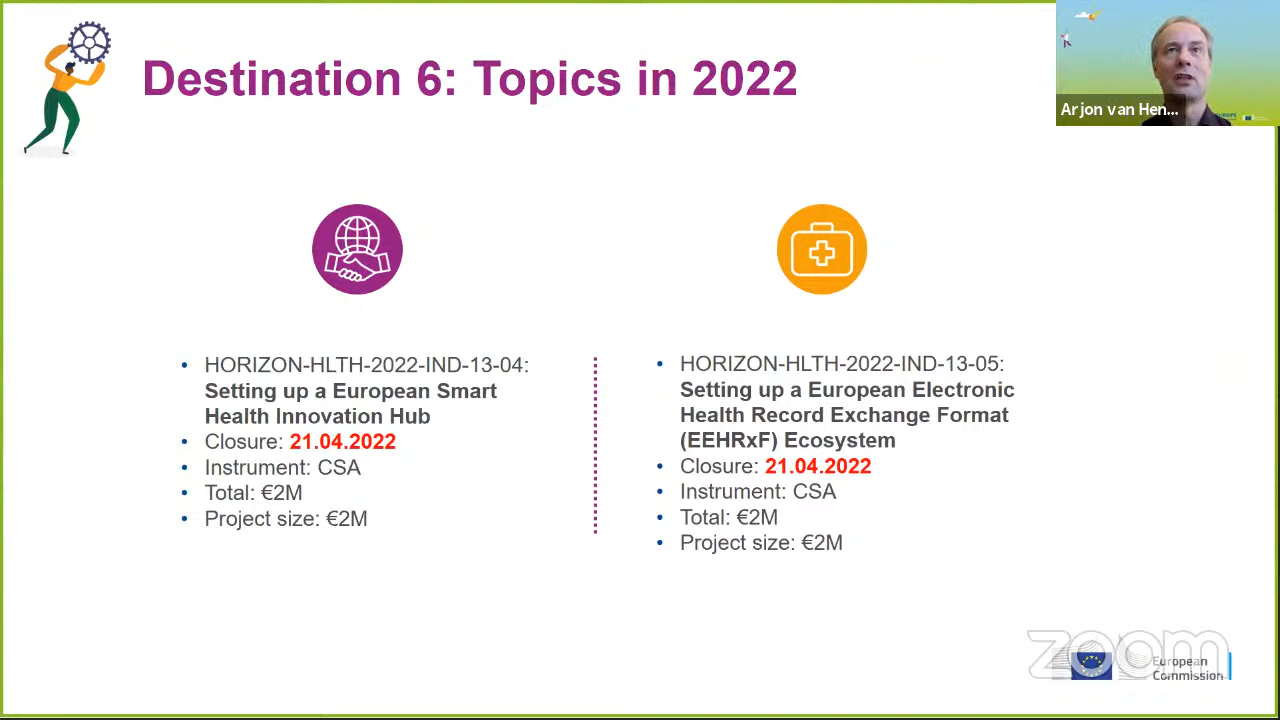 Destination 6: Topics in 2022
Arjon van Hen...
• HORIZON-HLTH-2022-IND-13-04:
Setting up a European Smart
Health Innovation Hub
• Closure: 21.04.2022
• Instrument: CSA
• Total: €2M
• Project size: €2M
• HORIZON-HLTH-2022-IND-13-05:
Setting up a European Electronic
Health Record Exchange Format
(EEHRxF) Ecosystem
• Closure: 21.04.2022
• Instrument: CSA
• Total: €2M
• Project size: €2M
zoom
European
Commission